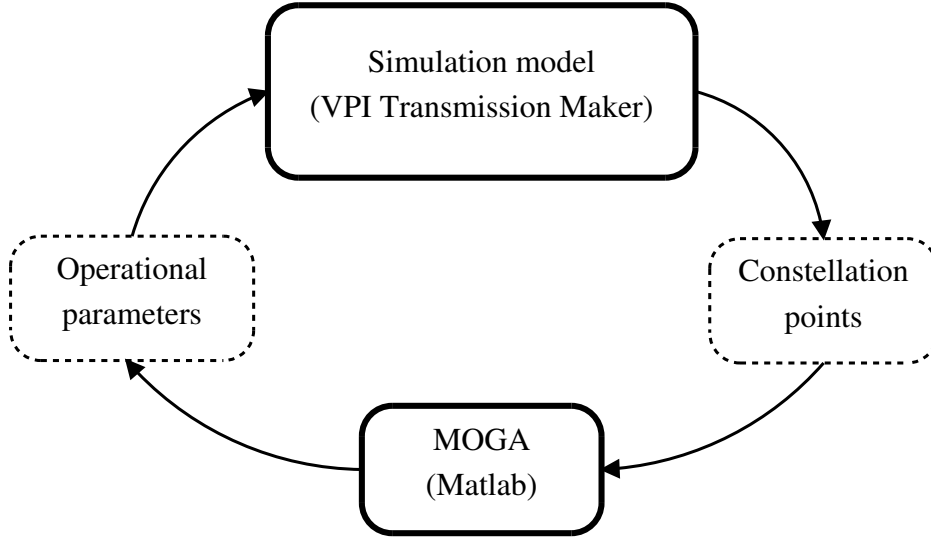 Simulation model
(VPI Transmission Maker)
Operational
parameters
Constellation
points
MOGA
(Matlab)